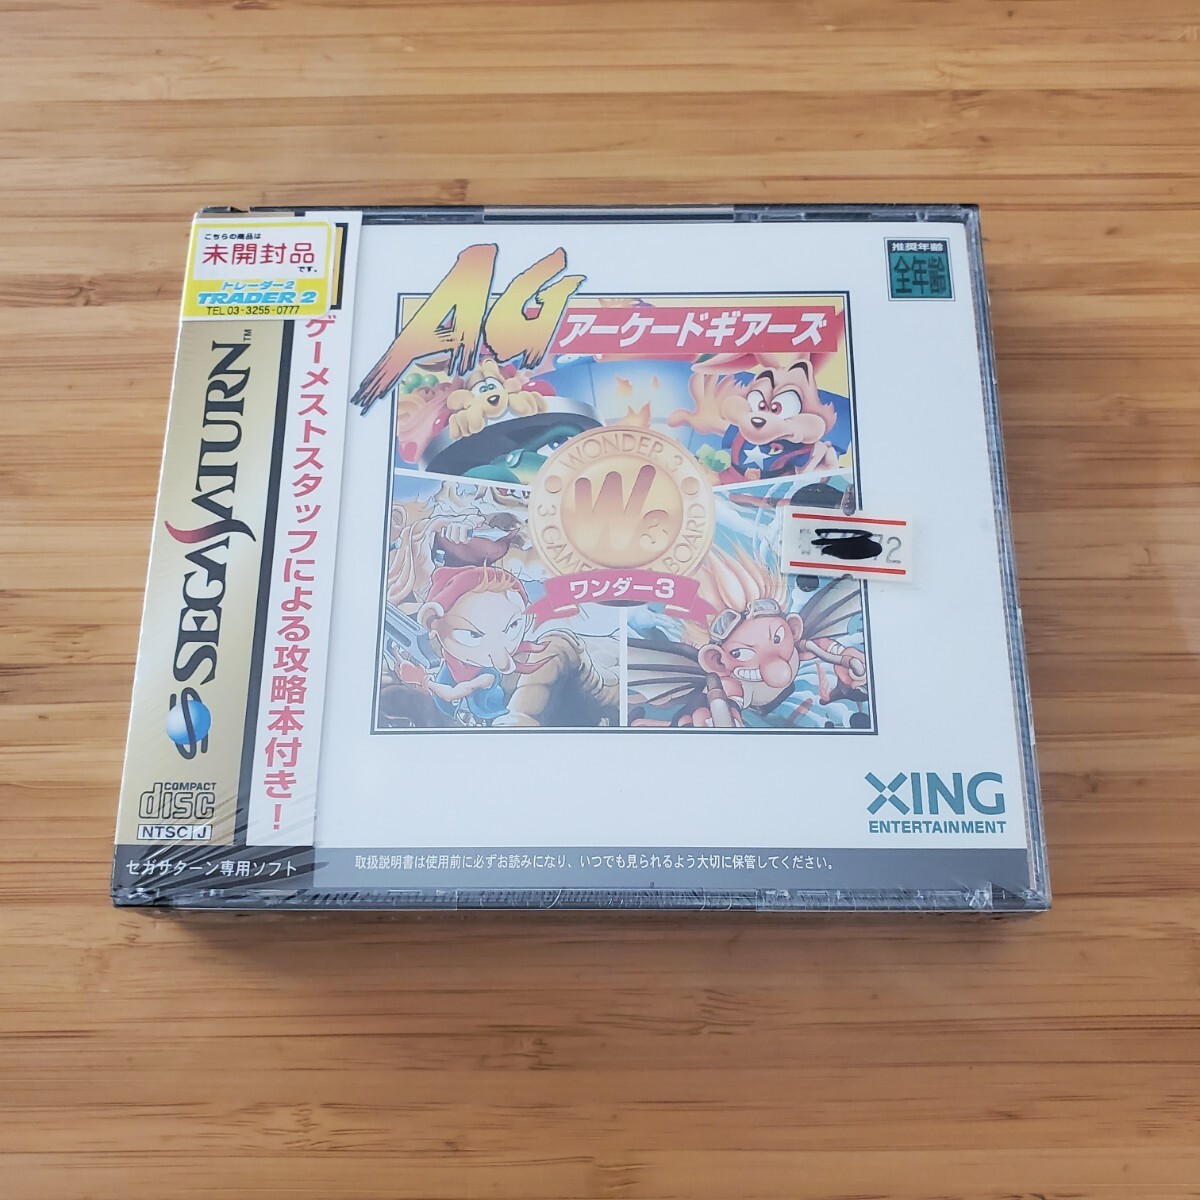 こちらの商品は
未開封品
です。
トレーダー2
TRADER 2
TEL 03-3255-0777
SEGA SATURN™
ゲーメストスタッフによる攻略本付き!
COMPACT
disc
NTSC J
セガサターン専用ソフト
AG
アーケードギアーズ
推奨年齢
全年齢
WONDER 3
W3
3 GAME BOARD
ワンダー3
72
XING
ENTERTAINMENT
取扱説明書は使用前に必ずお読みになり、いつでも見られるよう大切に保管してください。